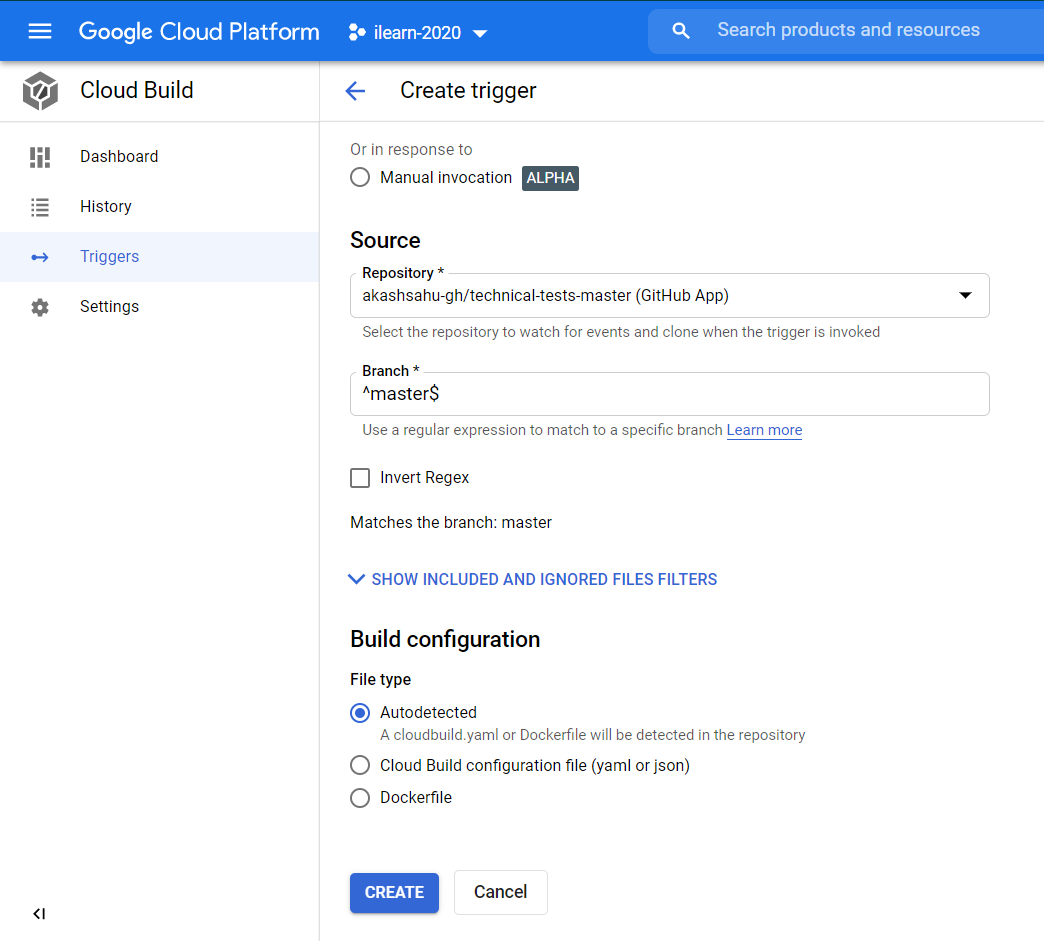 Google Cloud Platform
ilearn-2020
Search products and resources
Cloud Build
Create trigger
Dashboard
History
Triggers
Settings
Or in response to
Manual invocation ALPHA
Source
Repository *
akashsahu-gh/technical-tests-master (GitHub App)
Select the repository to watch for events and clone when the trigger is invoked
Branch *
^master$
Use a regular expression to match to a specific branch Learn more
Invert Regex
Matches the branch: master
SHOW INCLUDED AND IGNORED FILES FILTERS
Build configuration
File type
Autodetected
A cloudbuild.yaml or Dockerfile will be detected in the repository
Cloud Build configuration file (yaml or json)
Dockerfile
CREATE
Cancel